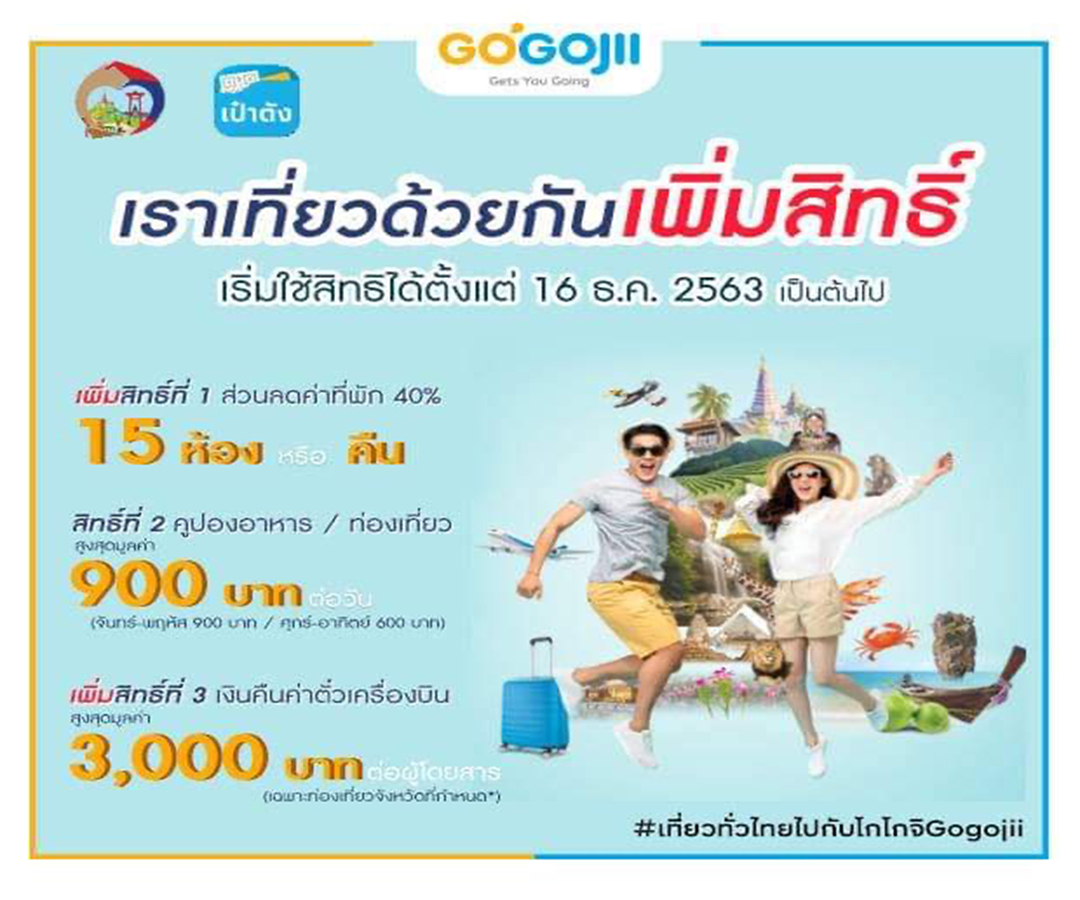 GOGOJII
Gets You Going
เป๋าตัง
เราเที่ยวด้วยกันเพิ่มสิทธิ์
เริ่มใช้สิทธิได้ตั้งแต่ 16 ธ.ค. 2563 เป็นต้นไป
เพิ่มสิทธิ์ที่ 1 ส่วนลดค่าที่พัก 40%
15 ห้อง หรือ คืน
สิทธิ์ที่ 2 คูปองอาหาร / ท่องเที่ยว
สูงสุดมูลค่า
900 บาท ต่อวัน
(จันทร์-พฤหัส 900 บาท / ศุกร์-อาทิตย์ 600 บาท)
เพิ่มสิทธิ์ที่ 3 เงินคืนค่าตั่วเครื่องบิน
สูงสุดมูลค่า
3,000 บาท ต่อผู้โดยสาร
(เฉพาะท่องเที่ยวจังหวัดที่กำหนด*)
#เที่ยวทั่วไทยไปกับโกโกจิGogojii